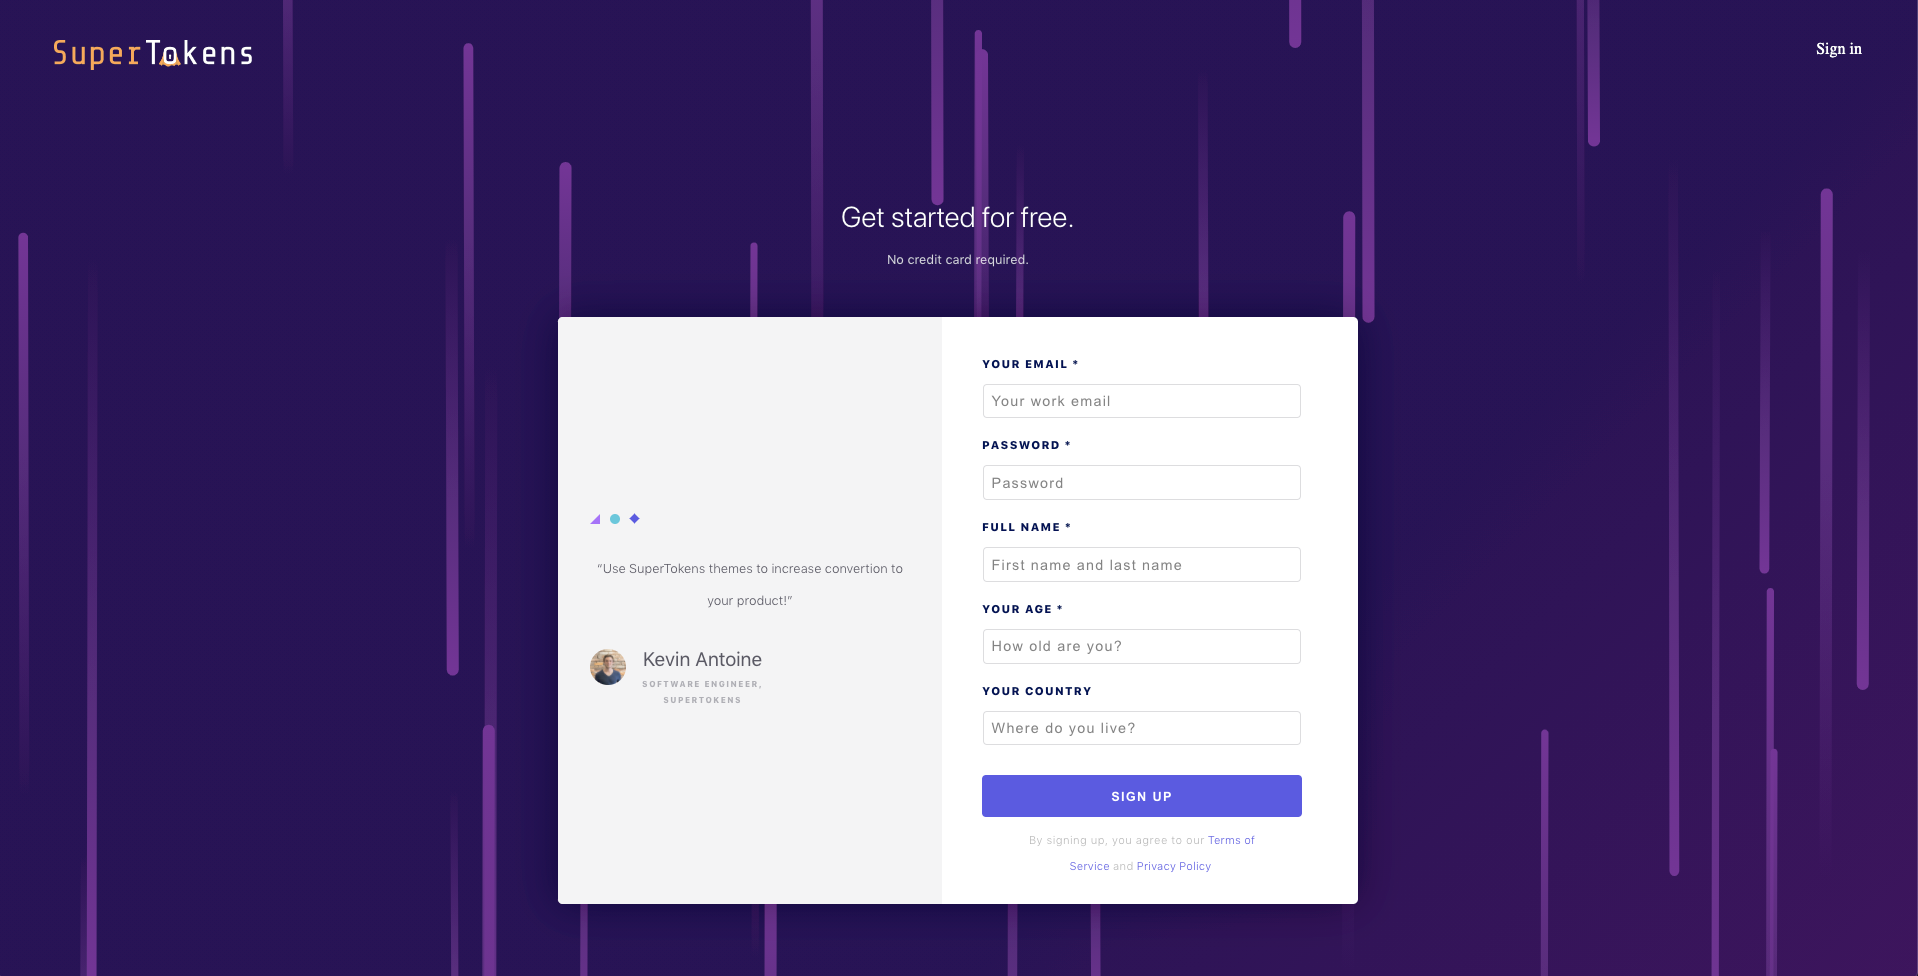 SuperTokens
Sign in
Get started for free.
No credit card required.
“Use SuperTokens themes to increase convertion to
your product!”
Kevin Antoine
SOFTWARE ENGINEER,
SUPERTOKENS
YOUR EMAIL *
Your work email
PASSWORD *
Password
FULL NAME *
First name and last name
YOUR AGE *
How old are you?
YOUR COUNTRY
Where do you live?
SIGN UP
By signing up, you agree to our Terms of
Service and Privacy Policy